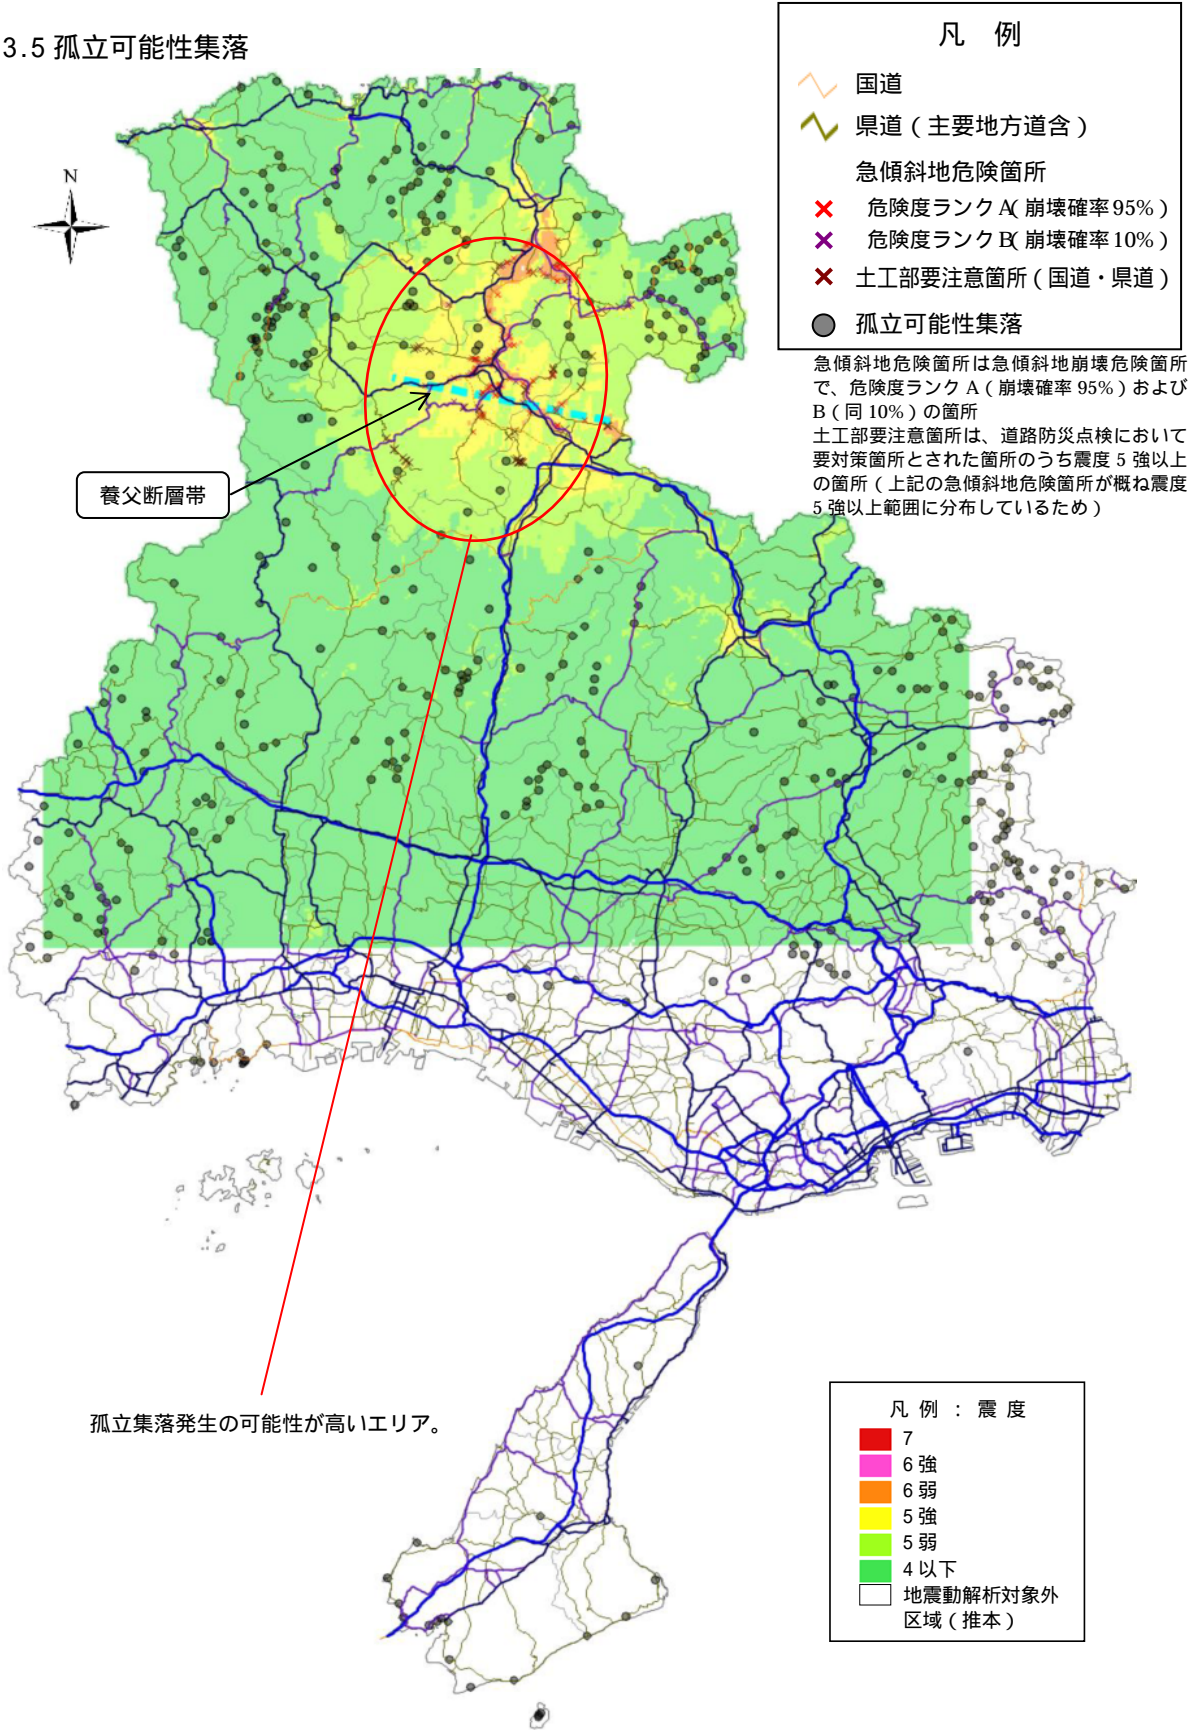 3.5 孤立可能性集落
凡 例
国道
県道（主要地方道含）
急傾斜地危険箇所
危険度ランクA（崩壊確率95%）
危険度ランクB（崩壊確率10%）
土工部要注意箇所（国道・県道）
孤立可能性集落
急傾斜地危険箇所は急傾斜地崩壊危険箇所
で、危険度ランク A（崩壊確率 95%）および
B（同 10%）の箇所
土工部要注意箇所は、道路防災点検において
要対策箇所とされた箇所のうち震度 5 強以上
の箇所（上記の急傾斜地危険箇所が概ね震度
5 強以上範囲に分布しているため）
N
養父断層帯
孤立集落発生の可能性が高いエリア。
凡 例 ： 震 度
7
6 強
6 弱
5 強
5 弱
4 以下
地震動解析対象外
区域（推本）